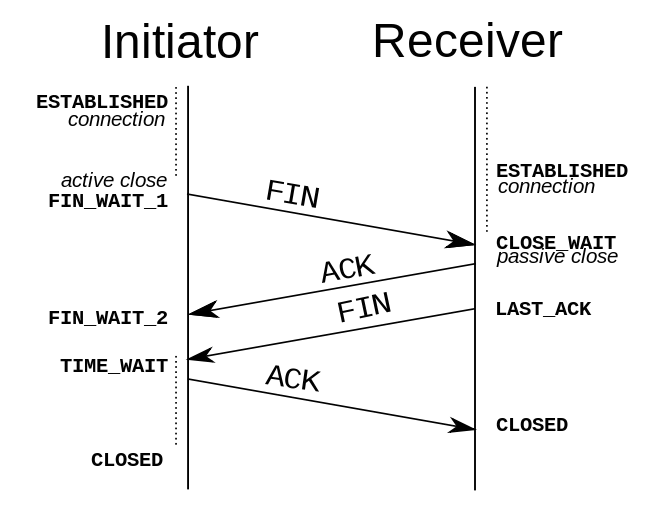 Initiator
Receiver
ESTABLISHED
connection
active close
FIN_WAIT_1
FIN
ESTABLISHED
connection
CLOSE_WAIT
passive close
ACK
FIN
FIN_WAIT_2
LAST_ACK
TIME_WAIT
ACK
CLOSED
CLOSED